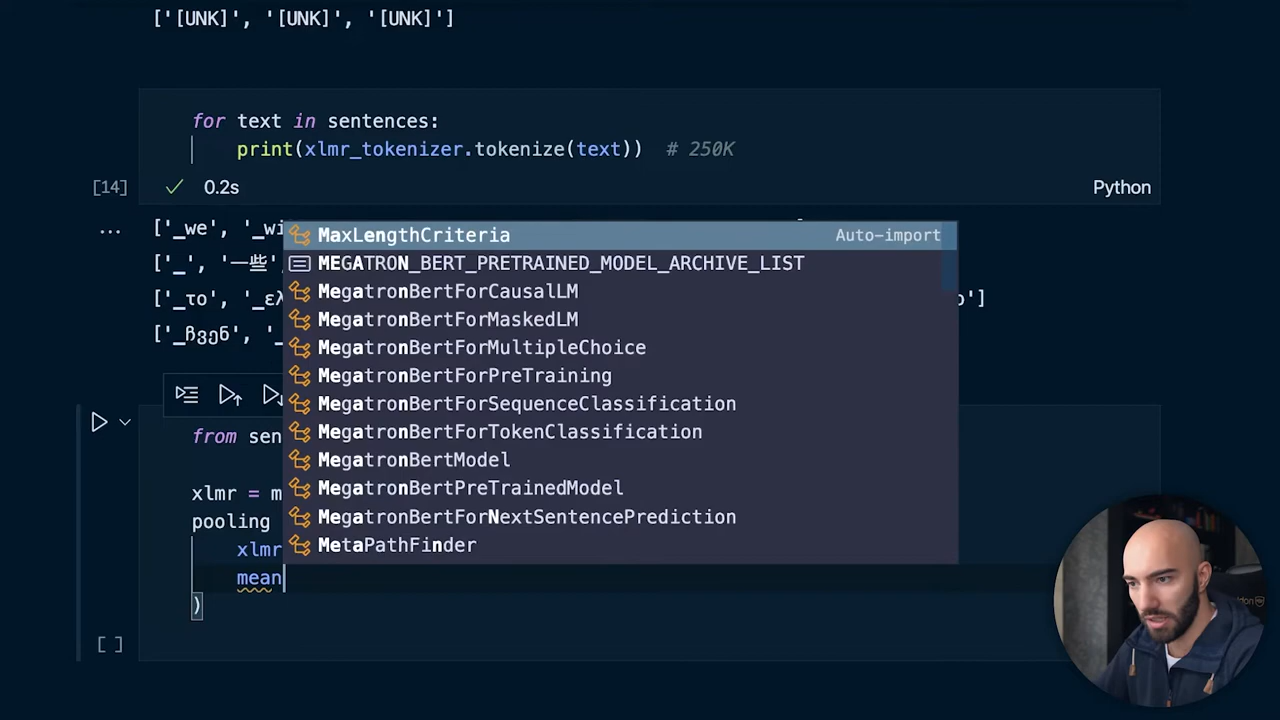 ['[UNK]', '[UNK]', '[UNK]']
for text in sentences:
print(xlmr_tokenizer.tokenize(text)) # 250K
[14]
0.2s
Python
...
['_we', '_wi
['_', '一些'
['_το', '_ελ
o']
['_ჩვენ', '_
MaxLengthCriteria
Auto-import
MEGATRON_BERT_PRETRAINED_MODEL_ARCHIVE_LIST
MegatronBertForCausalLM
MegatronBertForMaskedLM
MegatronBertForMultipleChoice
MegatronBertForPreTraining
MegatronBertForSequenceClassification
MegatronBertForTokenClassification
MegatronBertModel
MegatronBertPreTrainedModel
MegatronBertForNextSentencePrediction
MetaPathFinder
from sen
xlmr = m
pooling
xlmr
mean
)
[ ]